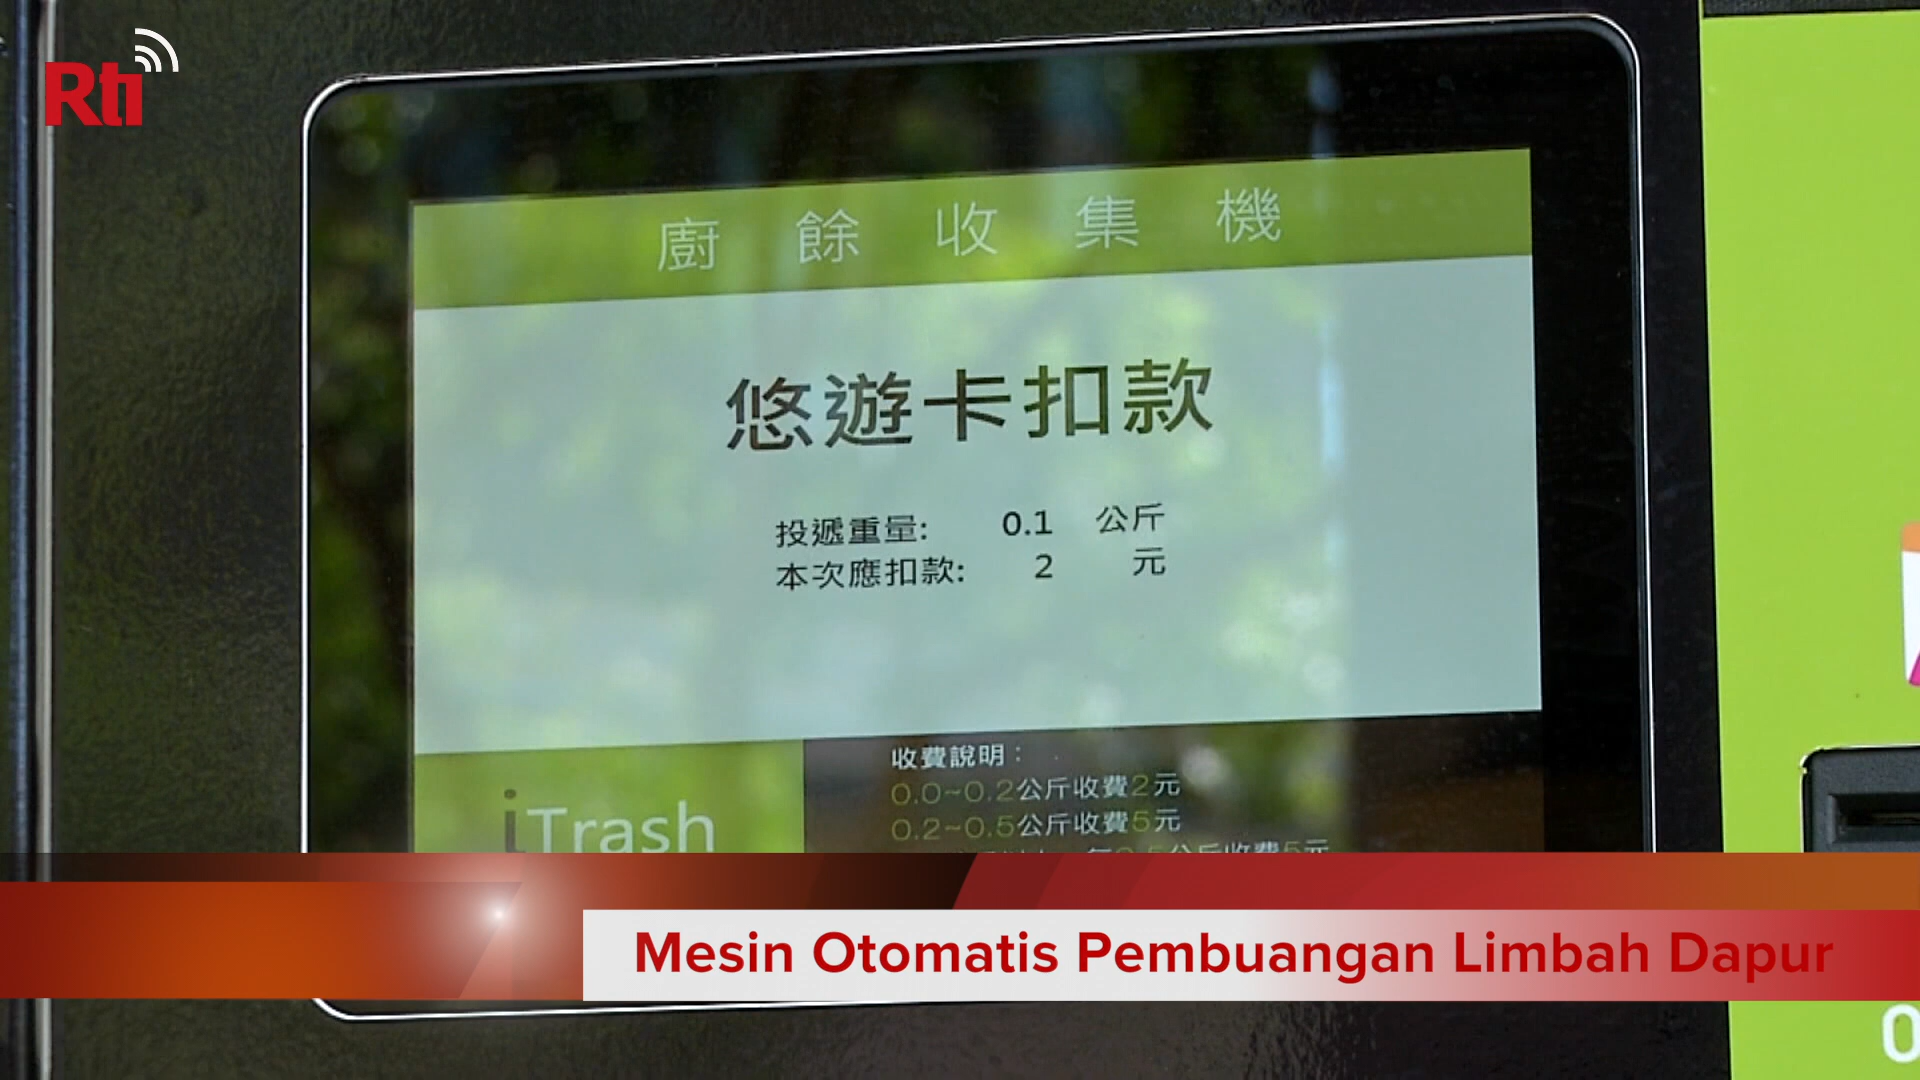 Rti
廚餘收集機
悠遊卡扣款
投遞重量: 0.1 公斤
本次應扣款: 2 元
收費說明：
0.0~0.2公斤收費2元
0.2~0.5公斤收費5元
iTrash
Mesin Otomatis Pembuangan Limbah Dapur
0